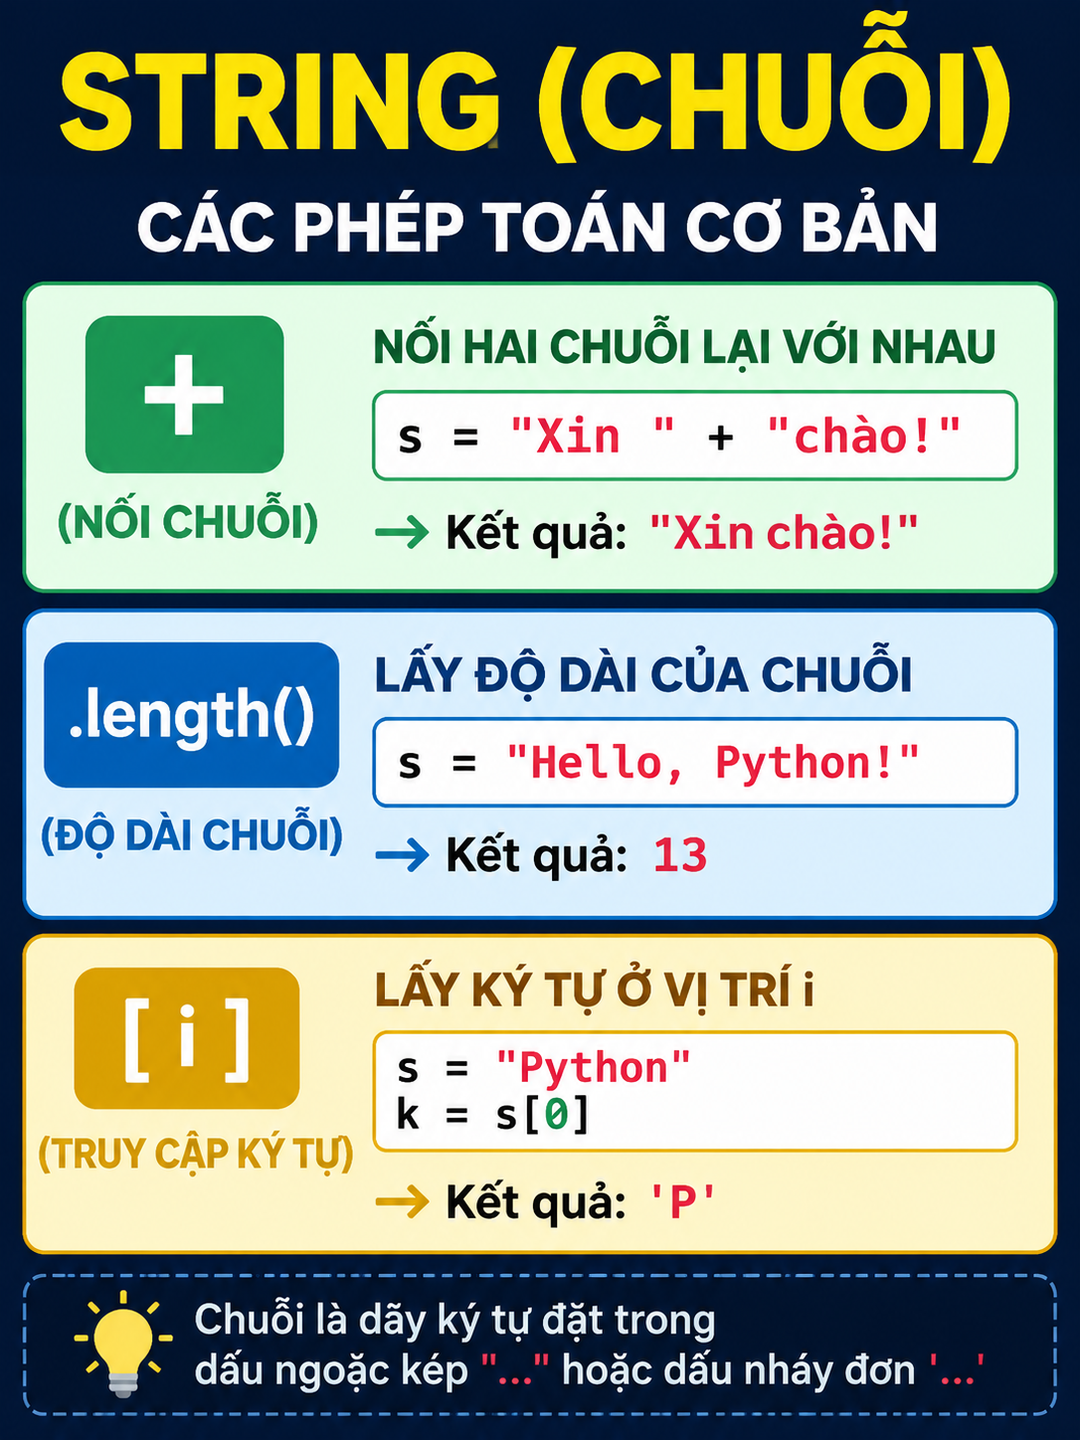 STRING (CHUỖI)
CÁC PHÉP TOÁN CƠ BẢN
+
(NỐI CHUỖI)
NỐI HAI CHUỖI LẠI VỚI NHAU
s = "Xin " + "chào!"
→ Kết quả: "Xin chào!"
.length()
(ĐỘ DÀI CHUỖI)
LẤY ĐỘ DÀI CỦA CHUỖI
s = "Hello, Python!"
→ Kết quả: 13
[ i ]
(TRUY CẬP KÝ TỰ)
LẤY KÝ TỰ Ở VỊ TRÍ i
s = "Python"
k = s[0]
→ Kết quả: 'P'
Chuỗi là dãy ký tự đặt trong
dấu ngoặc kép "..." hoặc dấu nháy đơn '...'